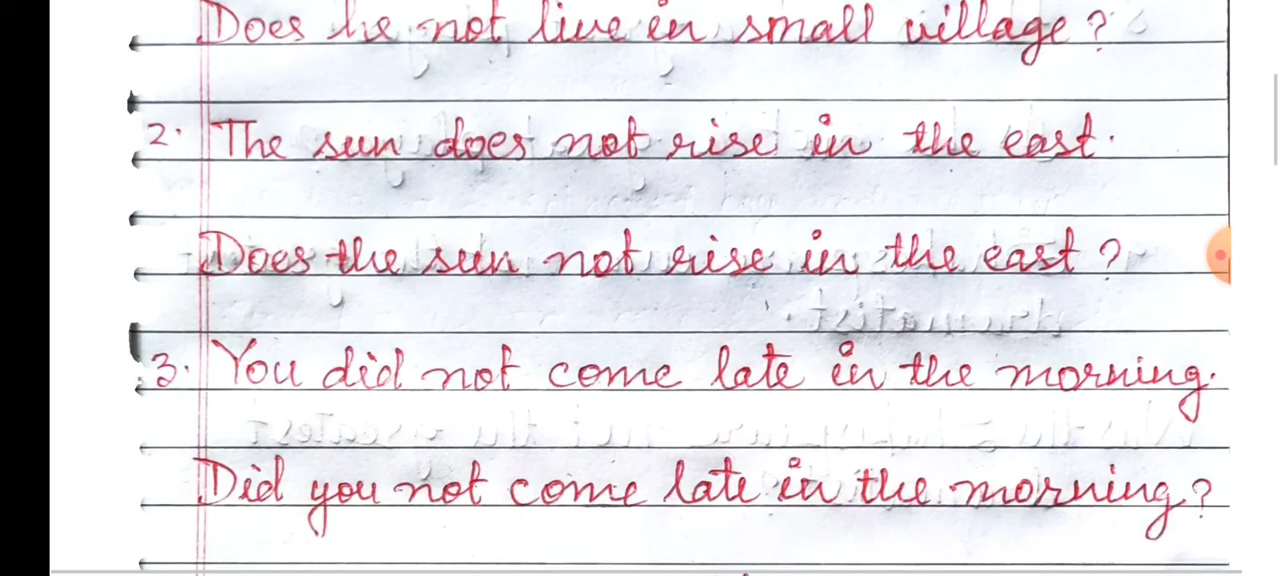 Does he not live in small village?
2. The sun does not rise in the east.
Does the sun not rise in the east?
3. You did not come late in the morning.
Did you not come late in the morning?